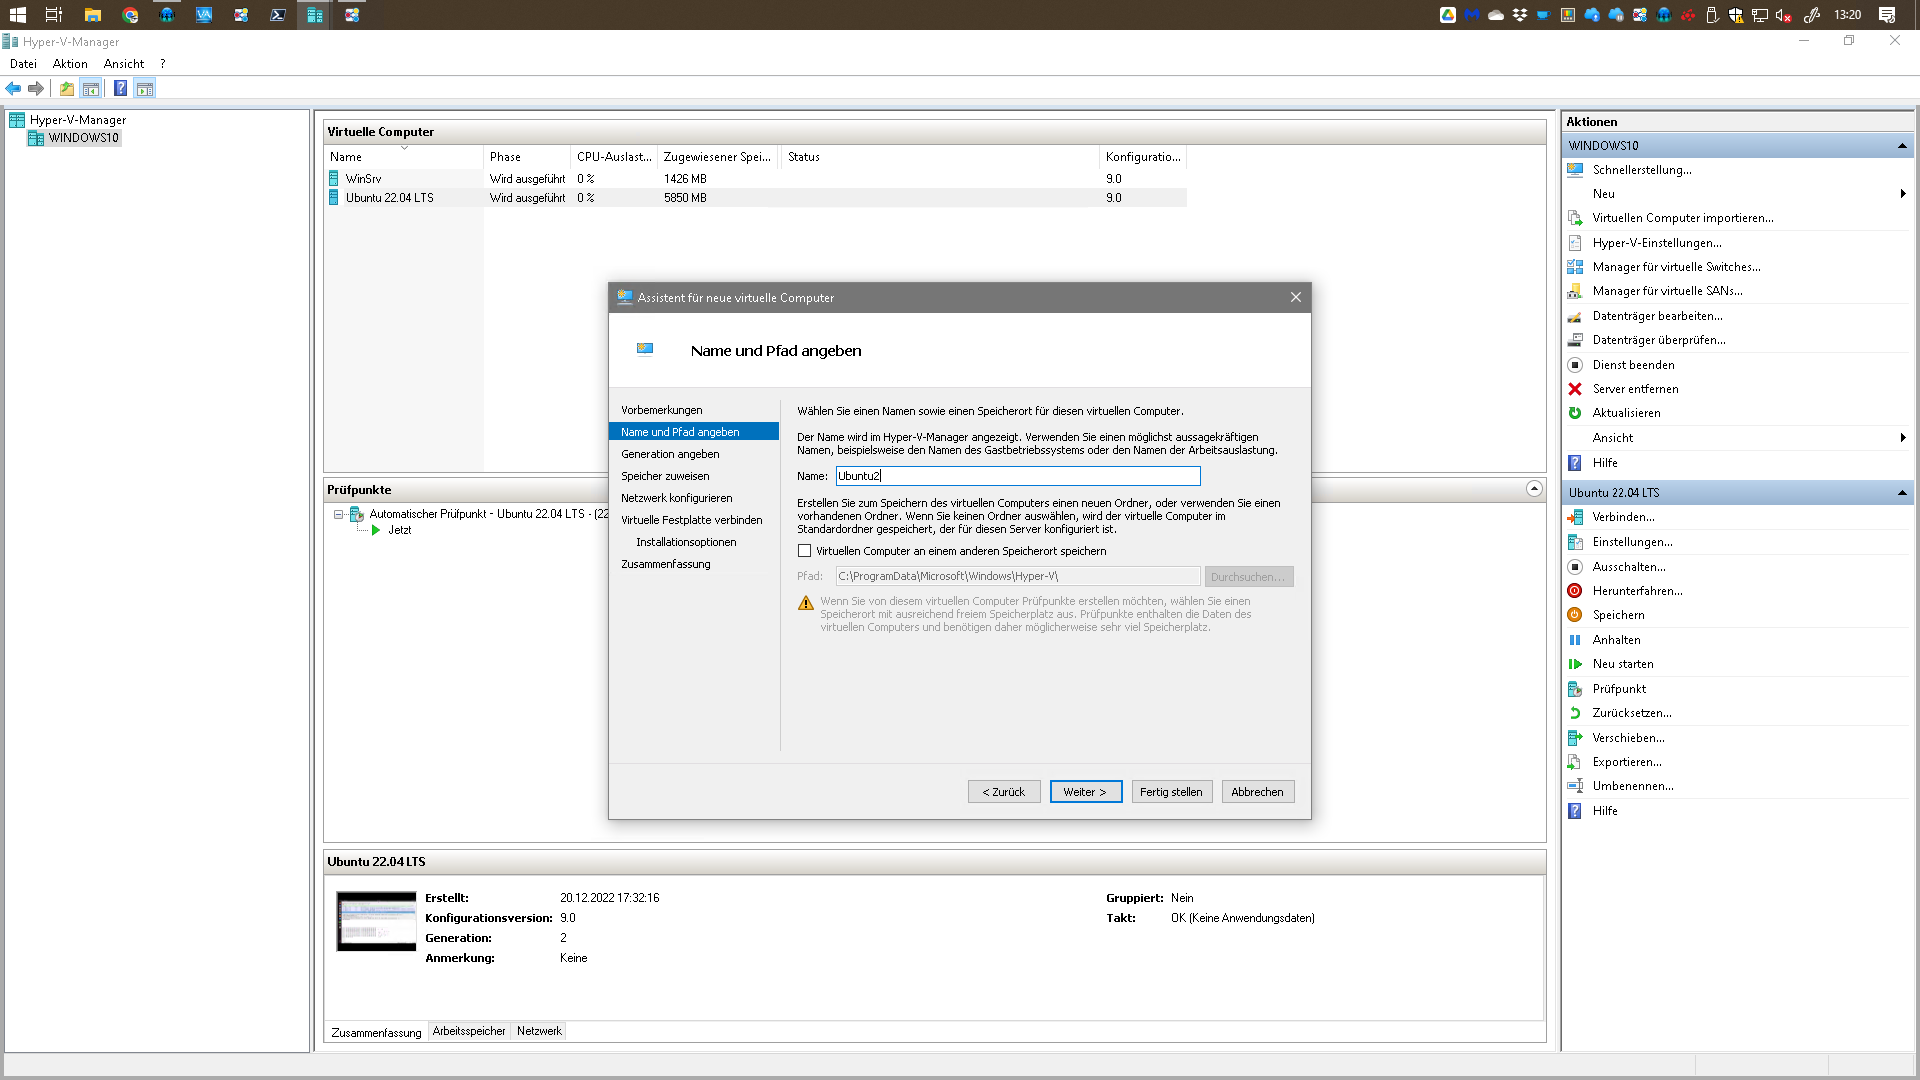 13:20
Hyper-V-Manager
Datei Aktion Ansicht ?
Hyper-V-Manager
WINDOWS10
Virtuelle Computer
Name Phase CPU-Auslast... Zugewiesener Spei... Status Konfiguratio...
WinSrv Wird ausgeführt 0 % 1426 MB 9.0
Ubuntu 22.04 LTS Wird ausgeführt 0 % 5850 MB 9.0
Prüfpunkte
Automatischer Prüfpunkt - Ubuntu 22.04 LTS - (22
Jetzt
Assistent für neue virtuelle Computer
Name und Pfad angeben
Vorbemerkungen
Name und Pfad angeben
Generation angeben
Speicher zuweisen
Netzwerk konfigurieren
Virtuelle Festplatte verbinden
Installationsoptionen
Zusammenfassung
Wählen Sie einen Namen sowie einen Speicherort für diesen virtuellen Computer.
Der Name wird im Hyper-V-Manager angezeigt. Verwenden Sie einen möglichst aussagekräftigen
Namen, beispielsweise den Namen des Gastbetriebssystems oder den Namen der Arbeitsauslastung.
Name: Ubuntu2
Erstellen Sie zum Speichern des virtuellen Computers einen neuen Ordner, oder verwenden Sie einen
vorhandenen Ordner. Wenn Sie keinen Ordner auswählen, wird der virtuelle Computer im
Standardordner gespeichert, der für diesen Server konfiguriert ist.
Virtuellen Computer an einem anderen Speicherort speichern
Pfad: C:\ProgramData\Microsoft\Windows\Hyper-V\ Durchsuchen...
Wenn Sie von diesem virtuellen Computer Prüfpunkte erstellen möchten, wählen Sie einen
Speicherort mit ausreichend freiem Speicherplatz aus. Prüfpunkte enthalten die Daten des
virtuellen Computers und benötigen daher möglicherweise sehr viel Speicherplatz.
< Zurück Weiter > Fertig stellen Abbrechen
Ubuntu 22.04 LTS
Erstellt: 20.12.2022 17:32:16 Gruppiert: Nein
Konfigurationsversion: 9.0 Takt: OK (Keine Anwendungsdaten)
Generation: 2
Anmerkung: Keine
Zusammenfassung Arbeitsspeicher Netzwerk
Aktionen
WINDOWS10
Schnellerstellung...
Neu
Virtuellen Computer importieren...
Hyper-V-Einstellungen...
Manager für virtuelle Switches...
Manager für virtuelle SANs...
Datenträger bearbeiten...
Datenträger überprüfen...
Dienst beenden
Server entfernen
Aktualisieren
Ansicht
Hilfe
Ubuntu 22.04 LTS
Verbinden...
Einstellungen...
Ausschalten...
Herunterfahren...
Speichern
Anhalten
Neu starten
Prüfpunkt
Zurücksetzen...
Verschieben...
Exportieren...
Umbenennen...
Hilfe